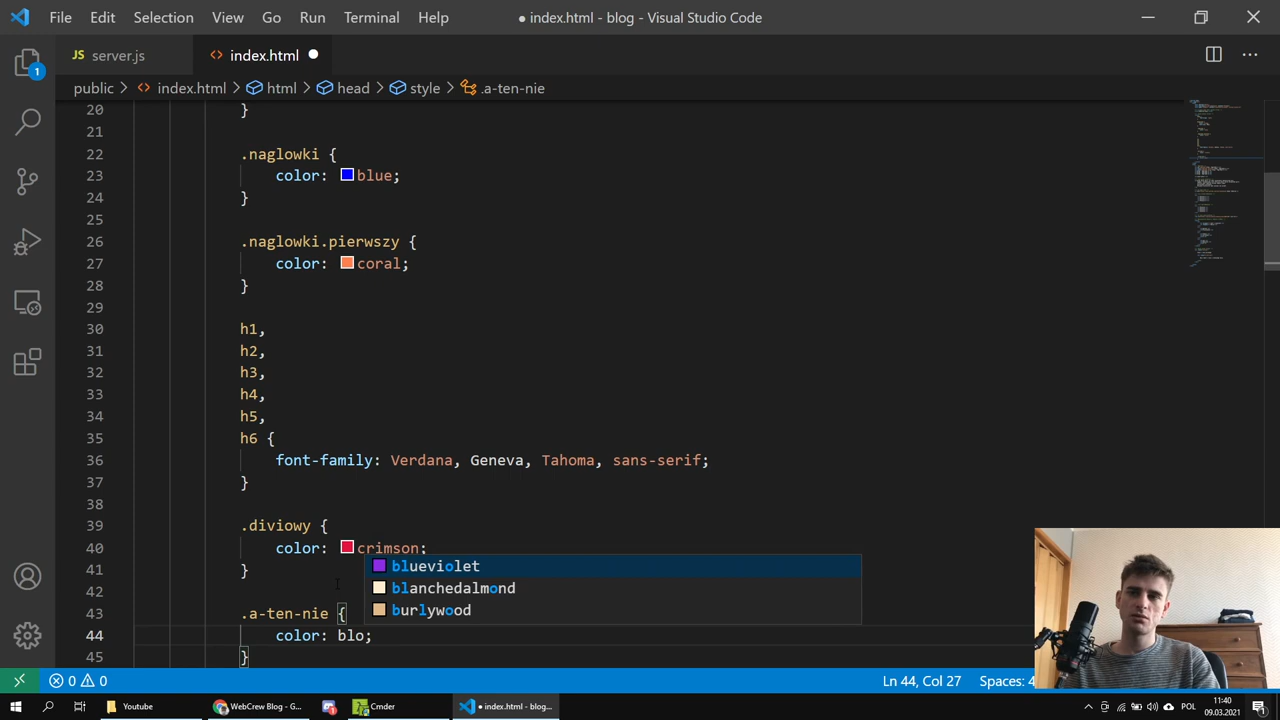 File Edit Selection View Go Run Terminal Help
● index.html - blog - Visual Studio Code
1
JS server.js
<> index.html ●
public > <> index.html > html > head > style > .a-ten-nie
20 }
21
22 .naglowki {
23 color: blue;
24 }
25
26 .naglowki.pierwszy {
27 color: coral;
28 }
29
30 h1,
31 h2,
32 h3,
33 h4,
34 h5,
35 h6 {
36 font-family: Verdana, Geneva, Tahoma, sans-serif;
37 }
38
39 .diviowy {
40 color: crimson;
41 }
blueviolet
42
blanchedalmond
43 .a-ten-nie {
burlywood
44 color: blo;
45 }
0 0
Ln 44, Col 27 Spaces: 4
Youtube
WebCrew Blog - G...
Cmder
● index.html - blog...
POL
11:40
09.03.2021
1